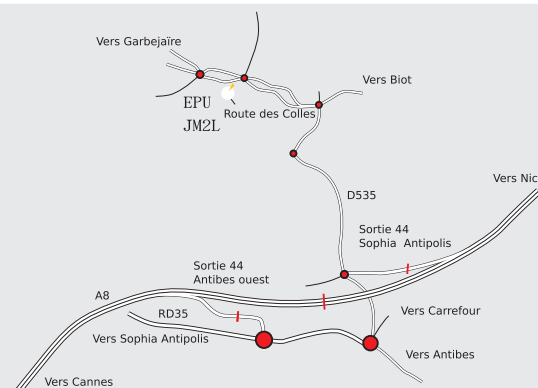 Vers Garbejaïre
Vers Biot
EPU
JM2L
Route des Colles
Vers Nic
D535
Sortie 44
Sophia Antipolis
Sortie 44
Antibes ouest
A8
RD35
Vers Carrefour
Vers Sophia Antipolis
Vers Antibes
Vers Cannes